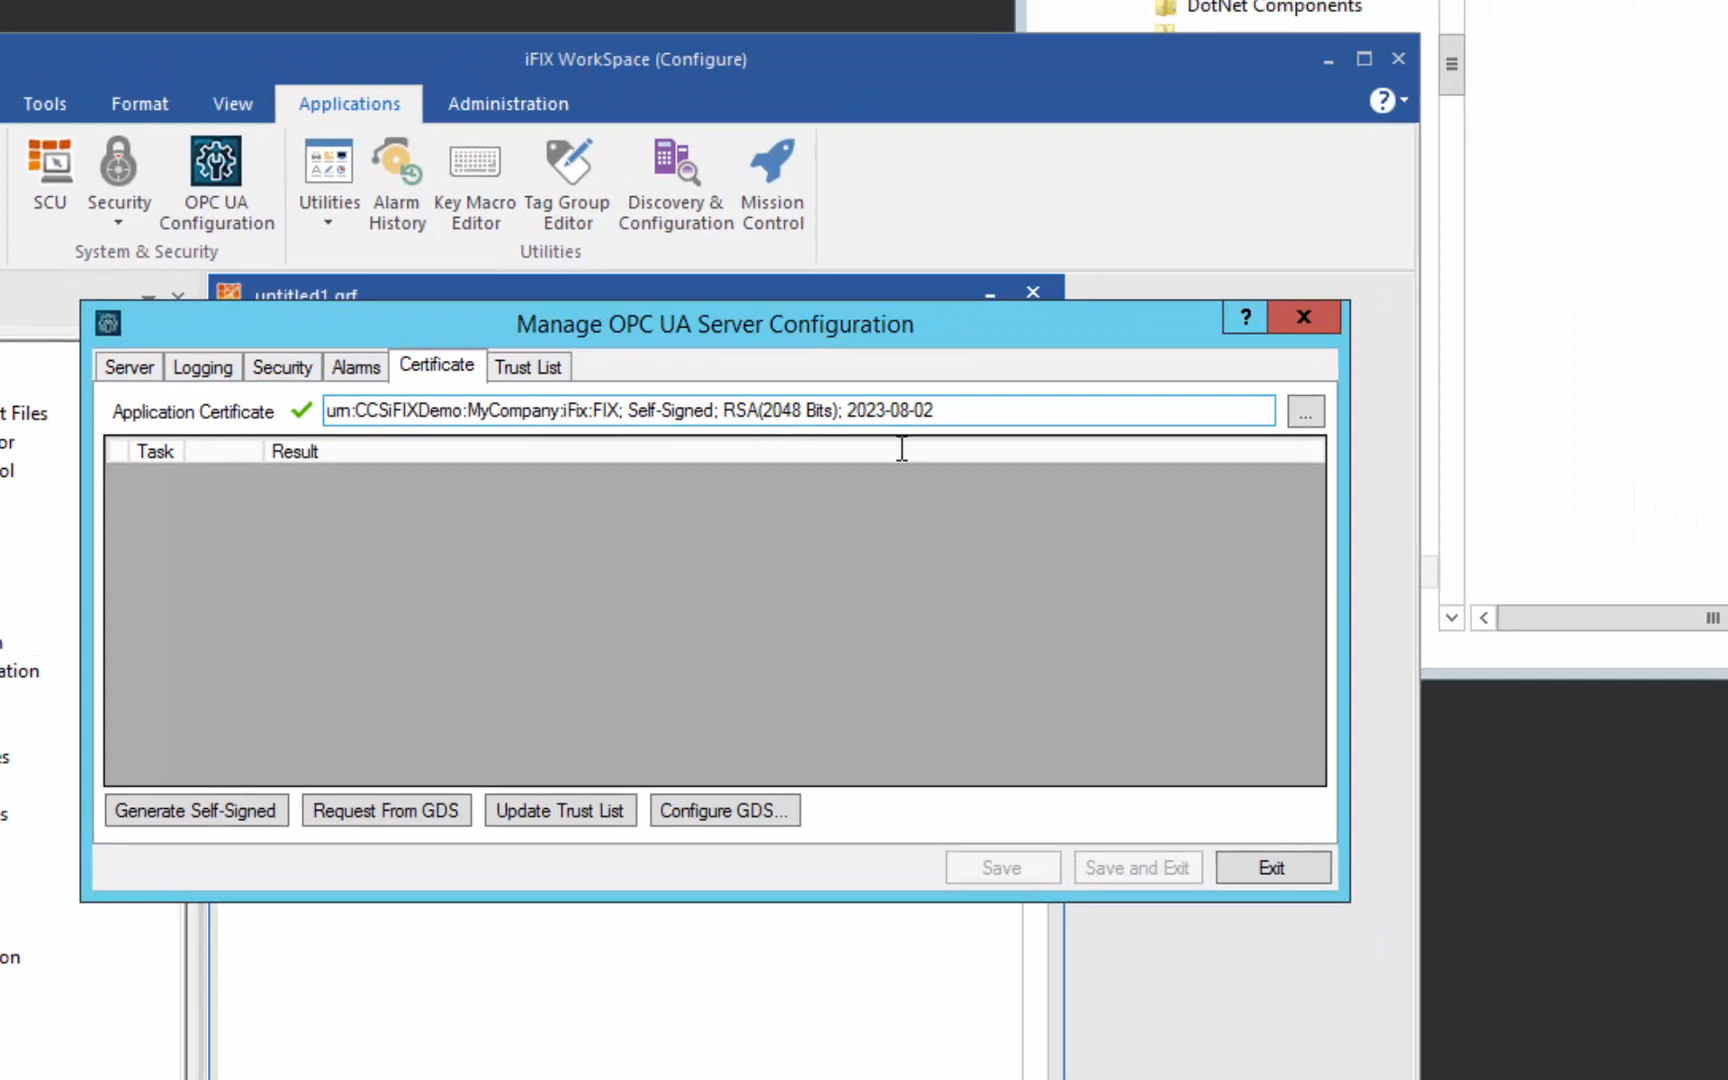 DotNet Components
iFIX WorkSpace (Configure)
Tools Format View Applications Administration
SCU Security OPC UA Configuration Utilities Alarm History Key Macro Editor Tag Group Editor Discovery & Configuration Mission Control
System & Security Utilities
untitled1.grf
Manage OPC UA Server Configuration
Server Logging Security Alarms Certificate Trust List
Application Certificate urn:CCSiFIXDemo:MyCompany:iFix:FIX; Self-Signed; RSA(2048 Bits); 2023-08-02 ...
Task Result
t Files
or
ol
n
ation
es
s
on
Generate Self-Signed Request From GDS Update Trust List Configure GDS...
Save Save and Exit Exit